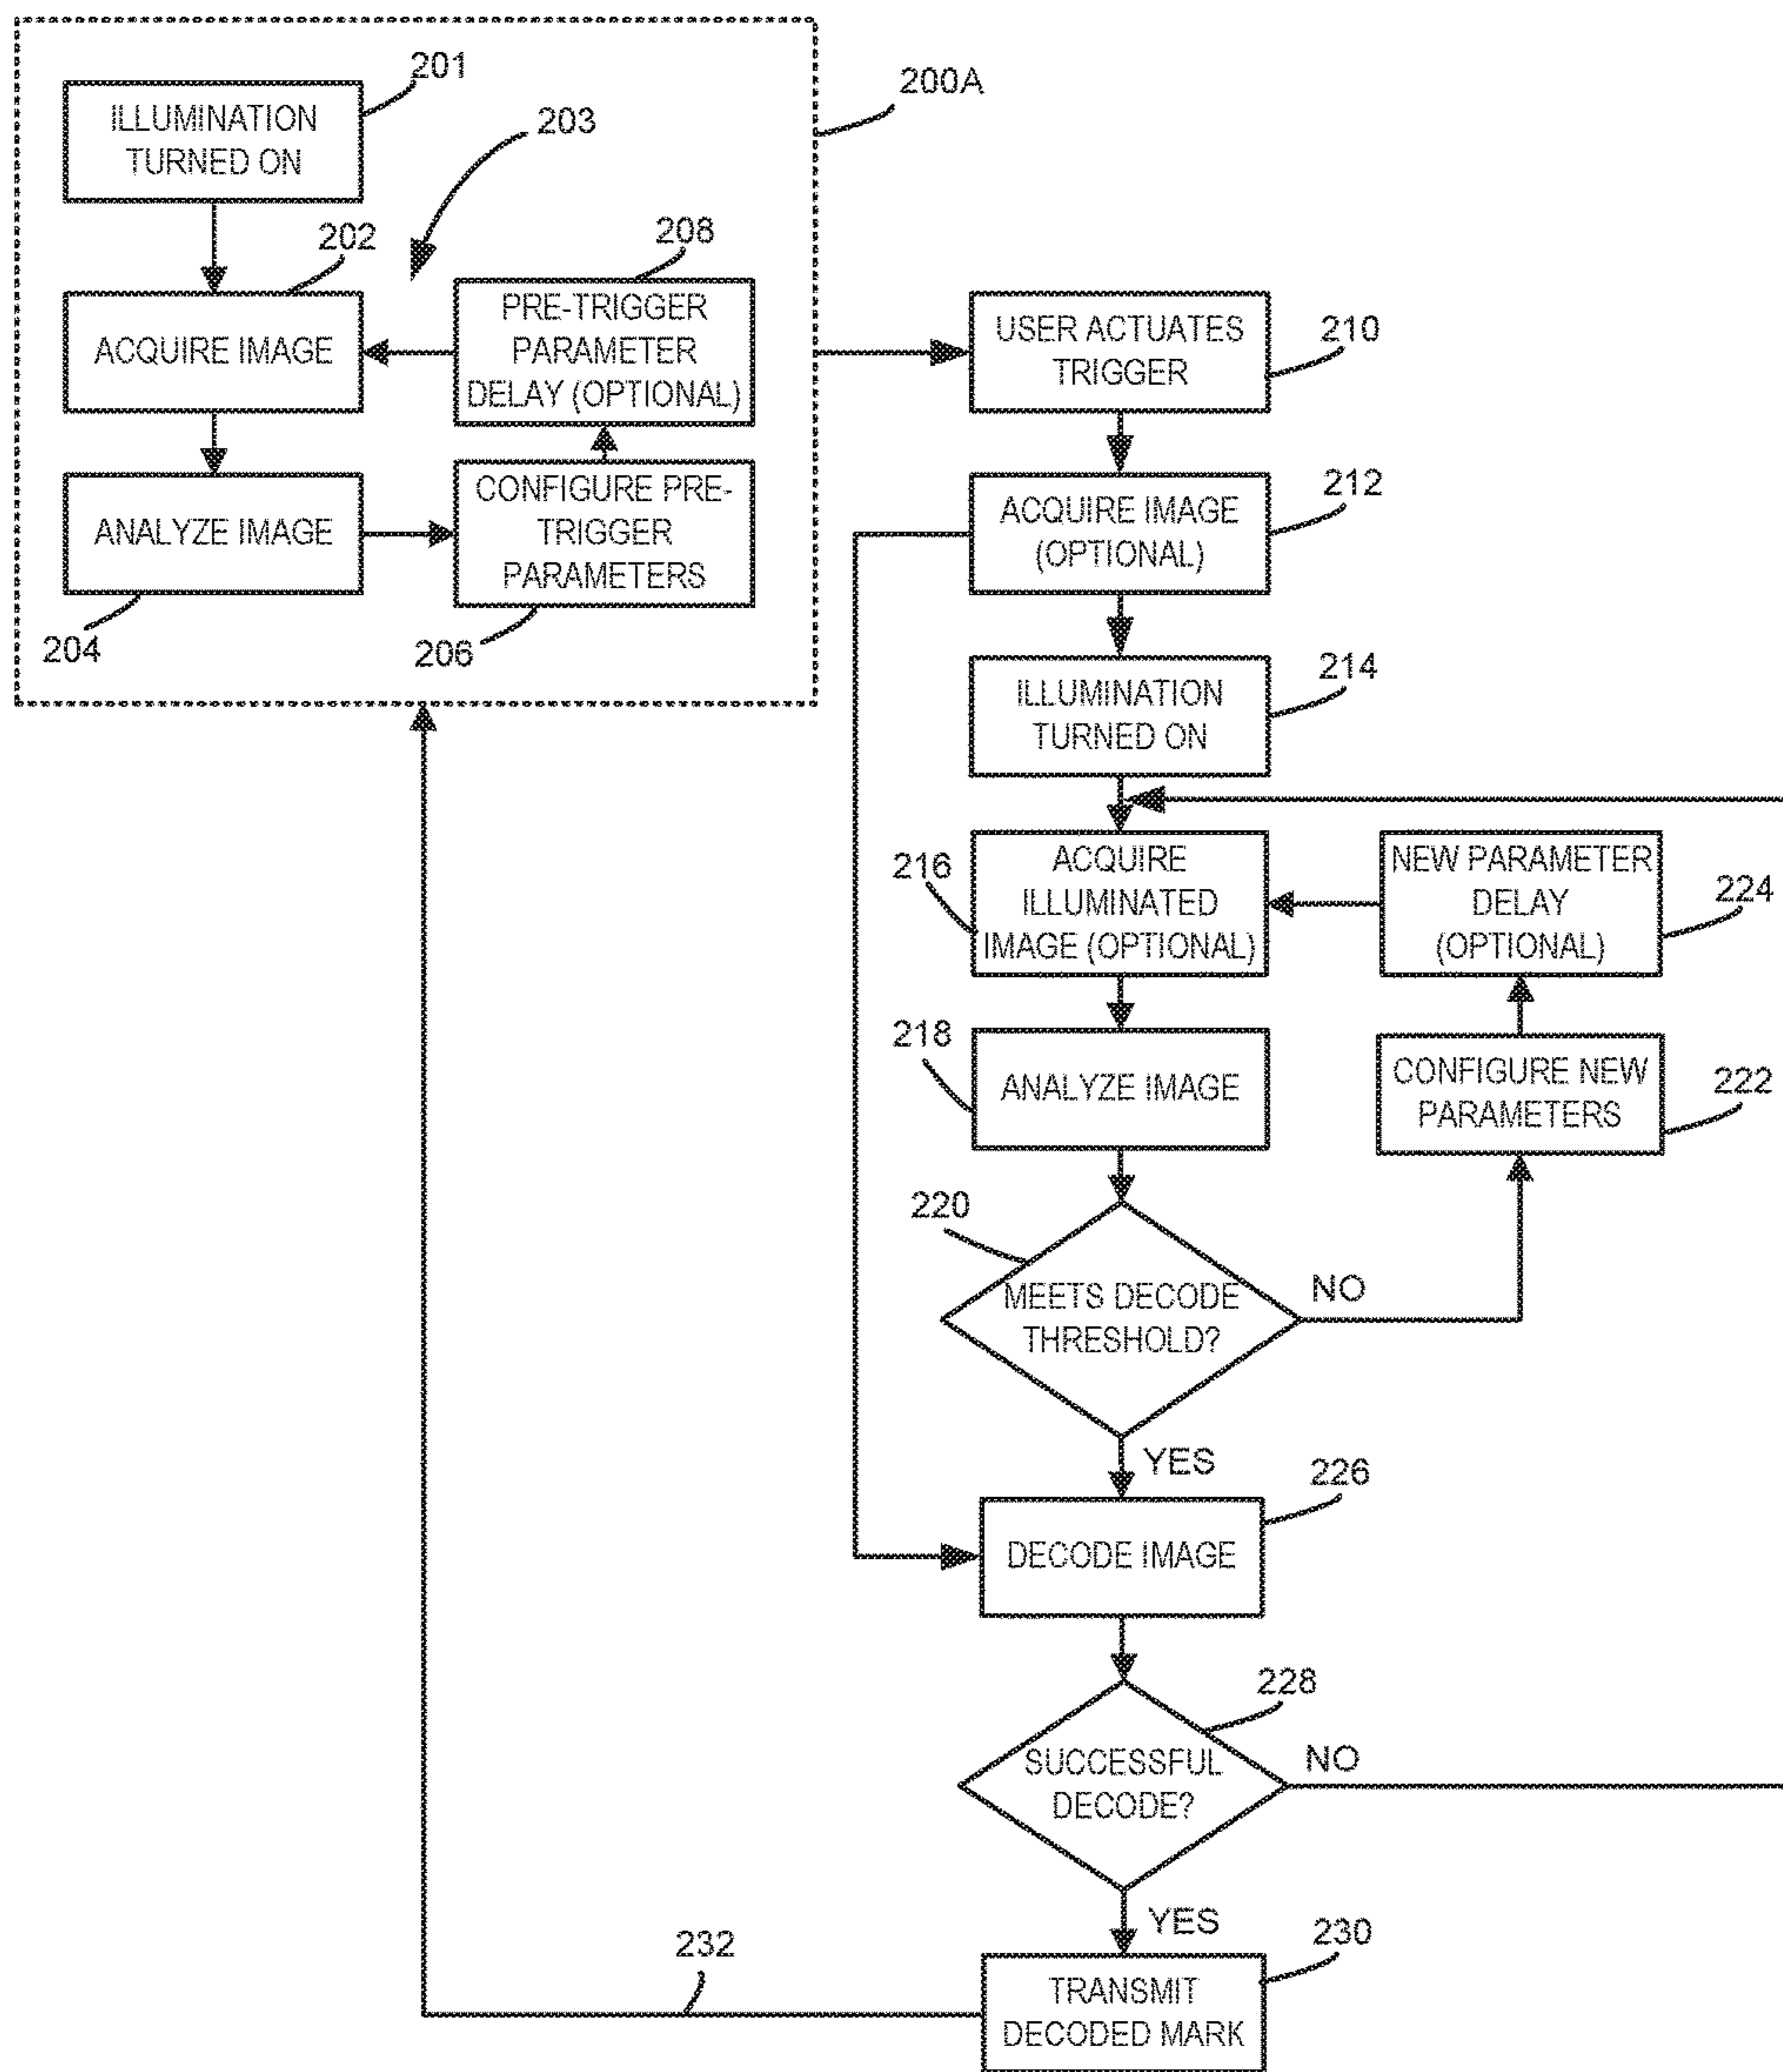 201
200A
ILLUMINATION
TURNED ON
203
202
208
ACQUIRE IMAGE
PRE-TRIGGER
PARAMETER
DELAY (OPTIONAL)
USER ACTUATES
TRIGGER
210
ANALYZE IMAGE
CONFIGURE PRE-
TRIGGER
PARAMETERS
ACQUIRE IMAGE
(OPTIONAL)
212
204
206
ILLUMINATION
TURNED ON
214
216
ACQUIRE
ILLUMINATED
IMAGE (OPTIONAL)
NEW PARAMETER
DELAY
(OPTIONAL)
224
218
ANALYZE IMAGE
CONFIGURE NEW
PARAMETERS
222
220
MEETS DECODE
THRESHOLD?
NO
YES
226
DECODE IMAGE
228
SUCCESSFUL
DECODE?
NO
YES
232
230
TRANSMIT
DECODED MARK